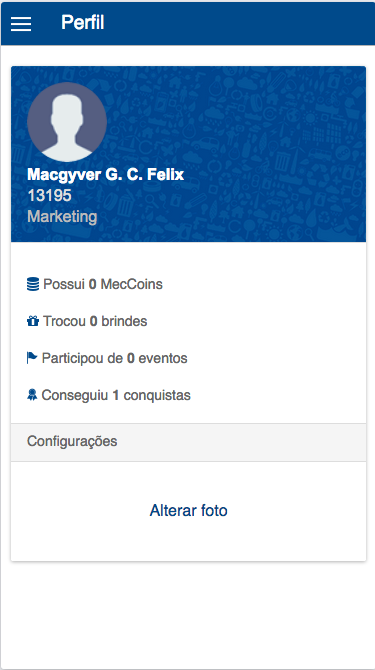 Perfil
Macgyver G. C. Felix
13195
Marketing
Possui 0 MecCoins
Trocou 0 brindes
Participou de 0 eventos
Conseguiu 1 conquistas
Configurações
Alterar foto